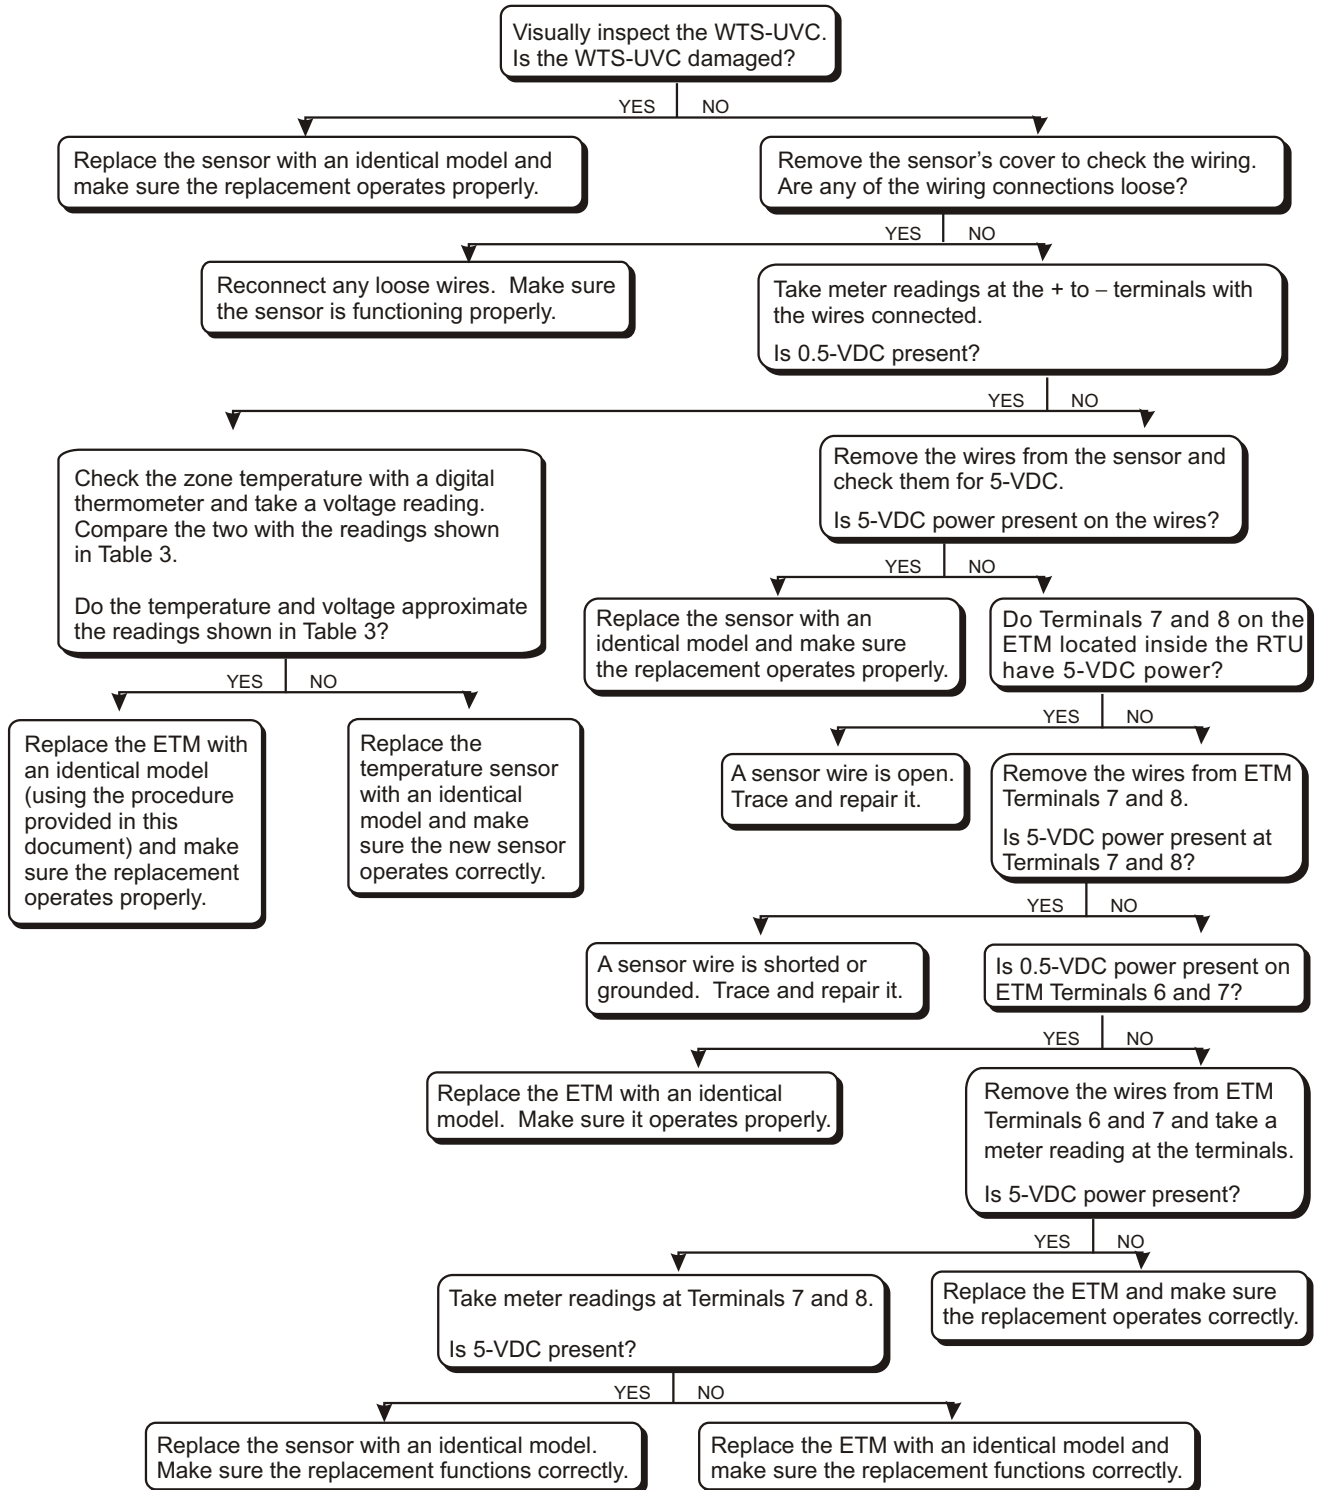 Visually inspect the WTS-UVC.
Is the WTS-UVC damaged?
YES NO
Replace the sensor with an identical model and
make sure the replacement operates properly.
Remove the sensor's cover to check the wiring.
Are any of the wiring connections loose?
YES NO
Reconnect any loose wires. Make sure
the sensor is functioning properly.
Take meter readings at the + to – terminals with
the wires connected.
Is 0.5-VDC present?
YES NO
Check the zone temperature with a digital
thermometer and take a voltage reading.
Compare the two with the readings shown
in Table 3.
Do the temperature and voltage approximate
the readings shown in Table 3?
Remove the wires from the sensor and
check them for 5-VDC.
Is 5-VDC power present on the wires?
YES NO
Replace the sensor with an
identical model and make sure
the replacement operates properly.
Do Terminals 7 and 8 on the
ETM located inside the RTU
have 5-VDC power?
YES NO
Replace the ETM with
an identical model
(using the procedure
provided in this
document) and make
sure the replacement
operates properly.
Replace the
temperature sensor
with an identical
model and make
sure the new sensor
operates correctly.
YES NO
A sensor wire is open.
Trace and repair it.
Remove the wires from ETM
Terminals 7 and 8.
Is 5-VDC power present at
Terminals 7 and 8?
YES NO
A sensor wire is shorted or
grounded. Trace and repair it.
Is 0.5-VDC power present on
ETM Terminals 6 and 7?
YES NO
Replace the ETM with an identical
model. Make sure it operates properly.
Remove the wires from ETM
Terminals 6 and 7 and take a
meter reading at the terminals.
Is 5-VDC power present?
YES NO
Take meter readings at Terminals 7 and 8.
Is 5-VDC present?
Replace the ETM and make sure
the replacement operates correctly.
YES NO
Replace the sensor with an identical model.
Make sure the replacement functions correctly.
Replace the ETM with an identical model and
make sure the replacement functions correctly.